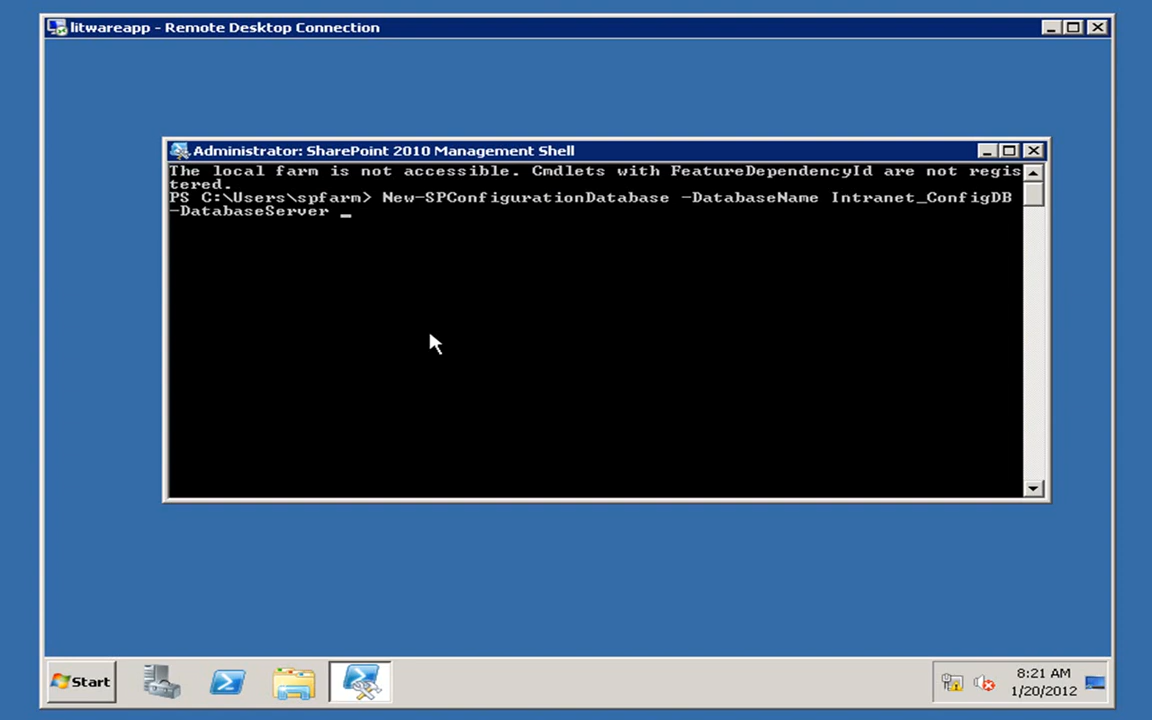 litwareapp - Remote Desktop Connection
Administrator: SharePoint 2010 Management Shell
The local farm is not accessible. Cmdlets with FeatureDependencyId are not regis
tered.
PS C:\Users\spfarm> New-SPConfigurationDatabase -DatabaseName Intranet_ConfigDB
-DatabaseServer _
Start
8:21 AM
1/20/2012